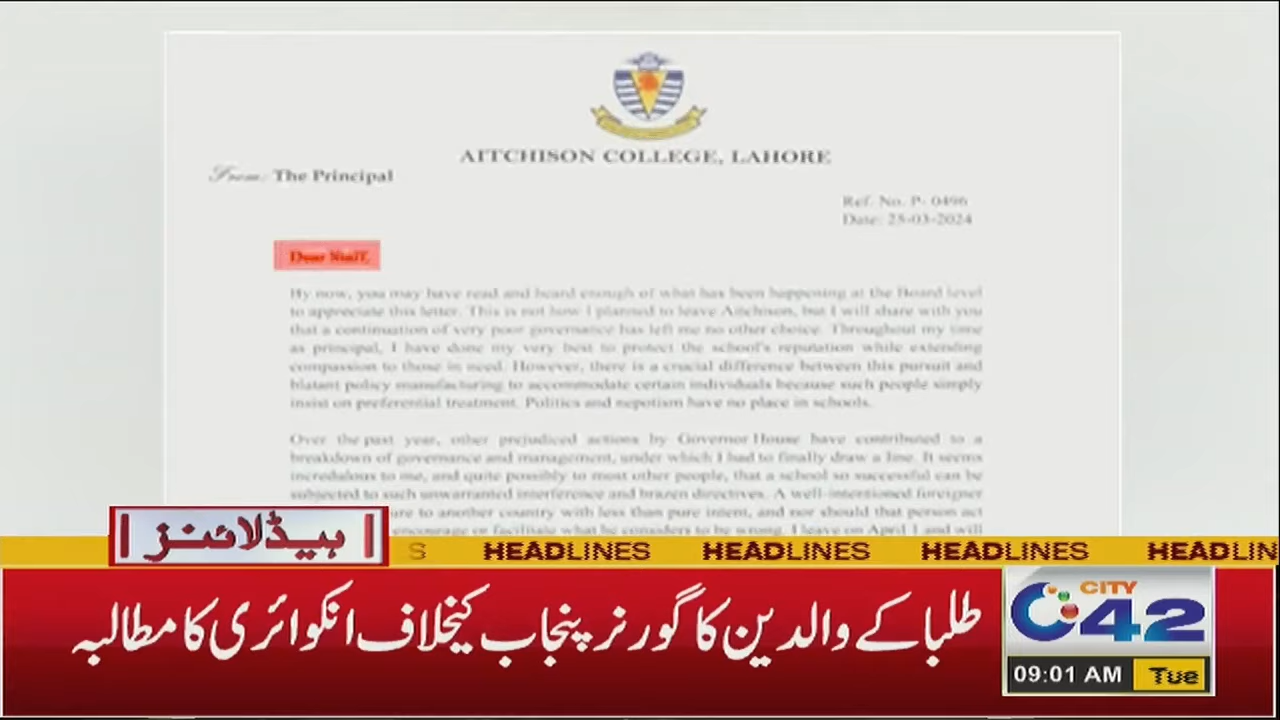 AITCHISON COLLEGE, LAHORE
From: The Principal
Ref. No. P- 0496
Date: 25-03-2024
Dear Staff,
By now, you may have read and heard enough of what has been happening at the Board level
to appreciate this letter. This is not how I planned to leave Aitchison, but I will share with you
that a continuation of very poor governance has left me no other choice. Throughout my time
as principal, I have done my very best to protect the school's reputation while extending
compassion to those in need. However, there is a crucial difference between this pursuit and
blatant policy manufacturing to accommodate certain individuals because such people simply
insist on preferential treatment. Politics and nepotism have no place in schools.
Over the past year, other prejudiced actions by Governor House have contributed to a
breakdown of governance and management, under which I had to finally draw a line. It seems
incredulous to me, and quite possibly to most other people, that a school so successful can be
subjected to such unwarranted interference and brazen directives. A well-intentioned foreigner
to another country with less than pure intent, and nor should that person act
encourage or facilitate what he considers to be wrong. I leave on April 1 and will
ہیڈلائنز
S HEADLINES HEADLINES HEADLINES HEADLIN
طلبا کے والدین کا گورنر پنجاب کیخلاف انکوائری کا مطالبہ
CITY
42
09:01 AM Tue